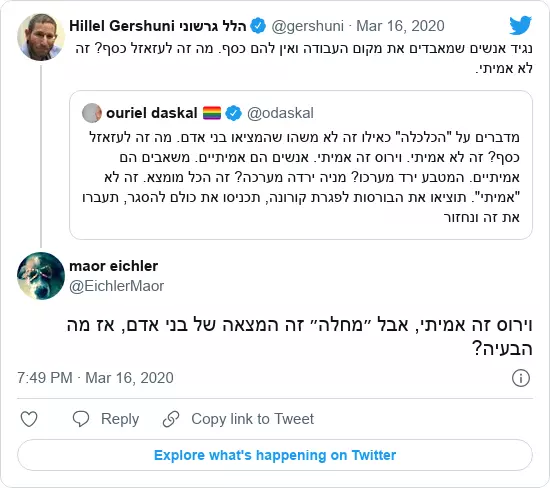 Hillel Gershuni הלל גרשוני @gershuni · Mar 16, 2020
נגיד אנשים שמאבדים את מקום העבודה ואין להם כסף. מה זה לעזאזל כסף? זה
לא אמיתי.
ouriel daskal 🏳️‍🌈 @odaskal
מדברים על "הכלכלה" כאילו זה לא משהו שהמציאו בני אדם. מה זה לעזאזל
כסף? זה לא אמיתי. וירוס זה אמיתי. אנשים הם אמיתיים. משאבים הם
אמיתיים. המטבע ירד מערכו? מניה ירדה מערכה? זה הכל מומצא. זה לא
"אמיתי". תוציאו את הבורסות לפגרת קורונה, תכניסו את כולם להסגר, תעברו
את זה ונחזור
maor eichler
@EichlerMaor
וירוס זה אמיתי, אבל ״מחלה״ זה המצאה של בני אדם, אז מה
הבעיה?
7:49 PM · Mar 16, 2020
Reply Copy link to Tweet
Explore what's happening on Twitter